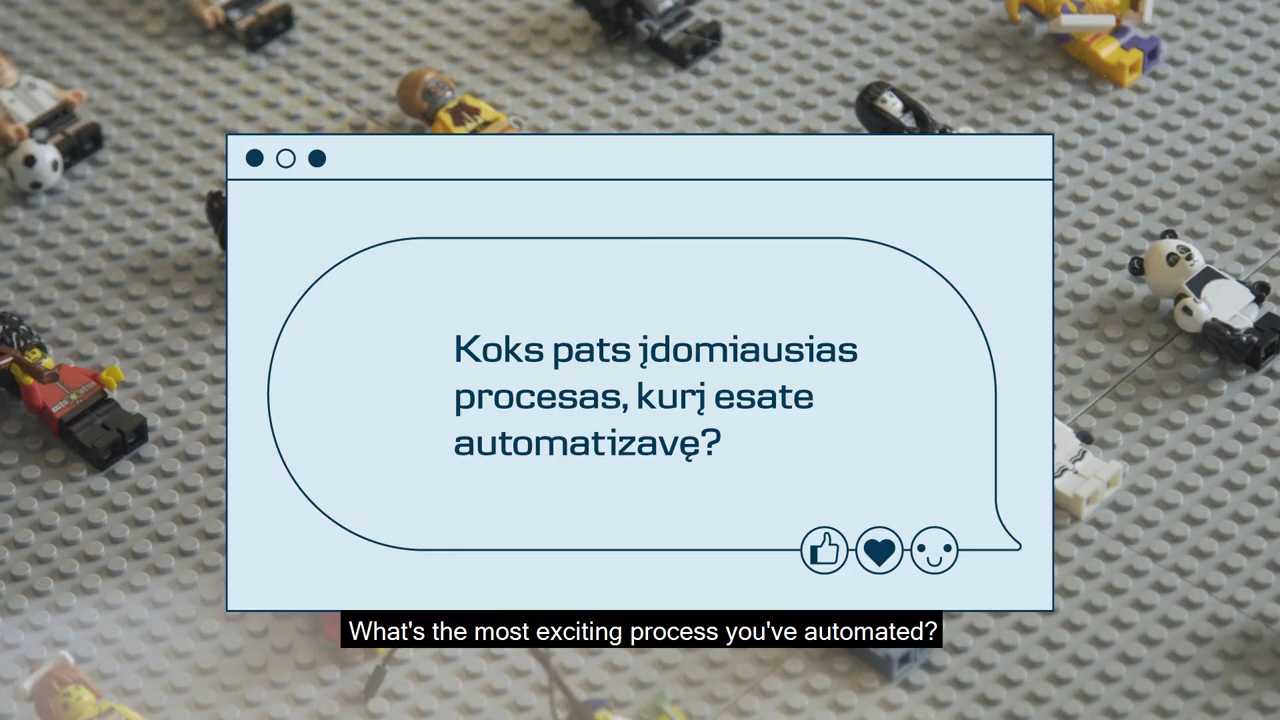 Koks pats įdomiausias
procesas, kurį esate
automatizavę?
What's the most exciting process you've automated?